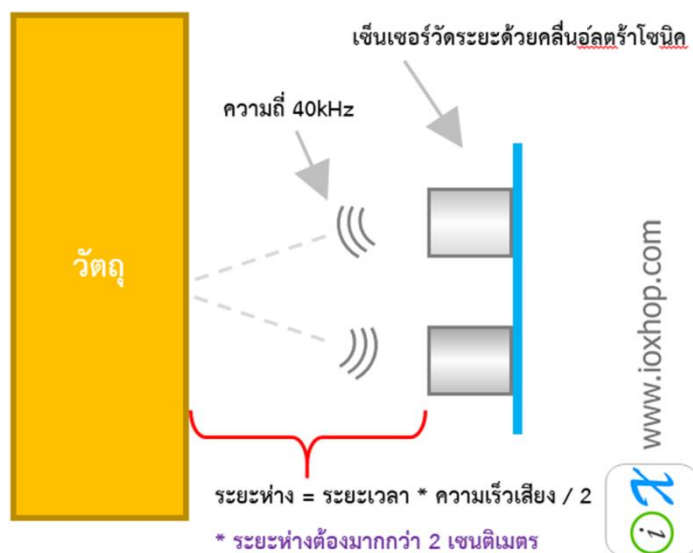 เซ็นเซอร์วัดระยะด้วยคลื่นอัลตร้าโซนิค
ความถี่ 40kHz
วัตถุ
www.ioxhop.com
ระยะห่าง = ระยะเวลา * ความเร็วเสียง / 2
* ระยะห่างต้องมากกว่า 2 เซนติเมตร
iX